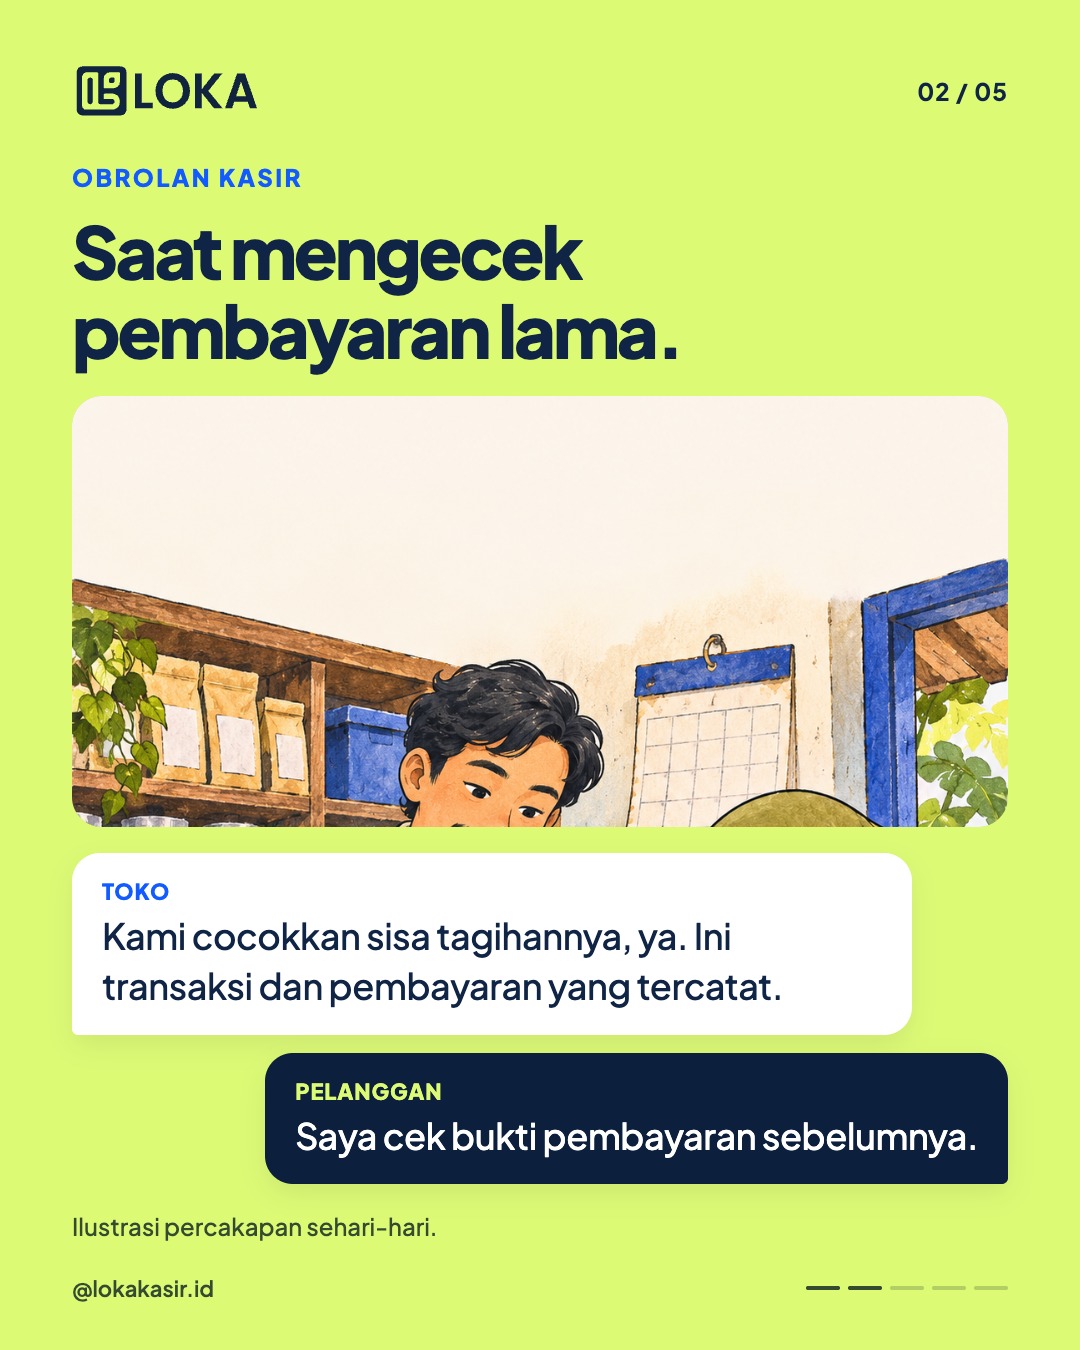 LOKA
02 / 05
OBROLAN KASIR
Saat mengecek
pembayaran lama.
TOKO
Kami cocokkan sisa tagihannya, ya. Ini
transaksi dan pembayaran yang tercatat.
PELANGGAN
Saya cek bukti pembayaran sebelumnya.
Ilustrasi percakapan sehari-hari.
@lokakasir.id